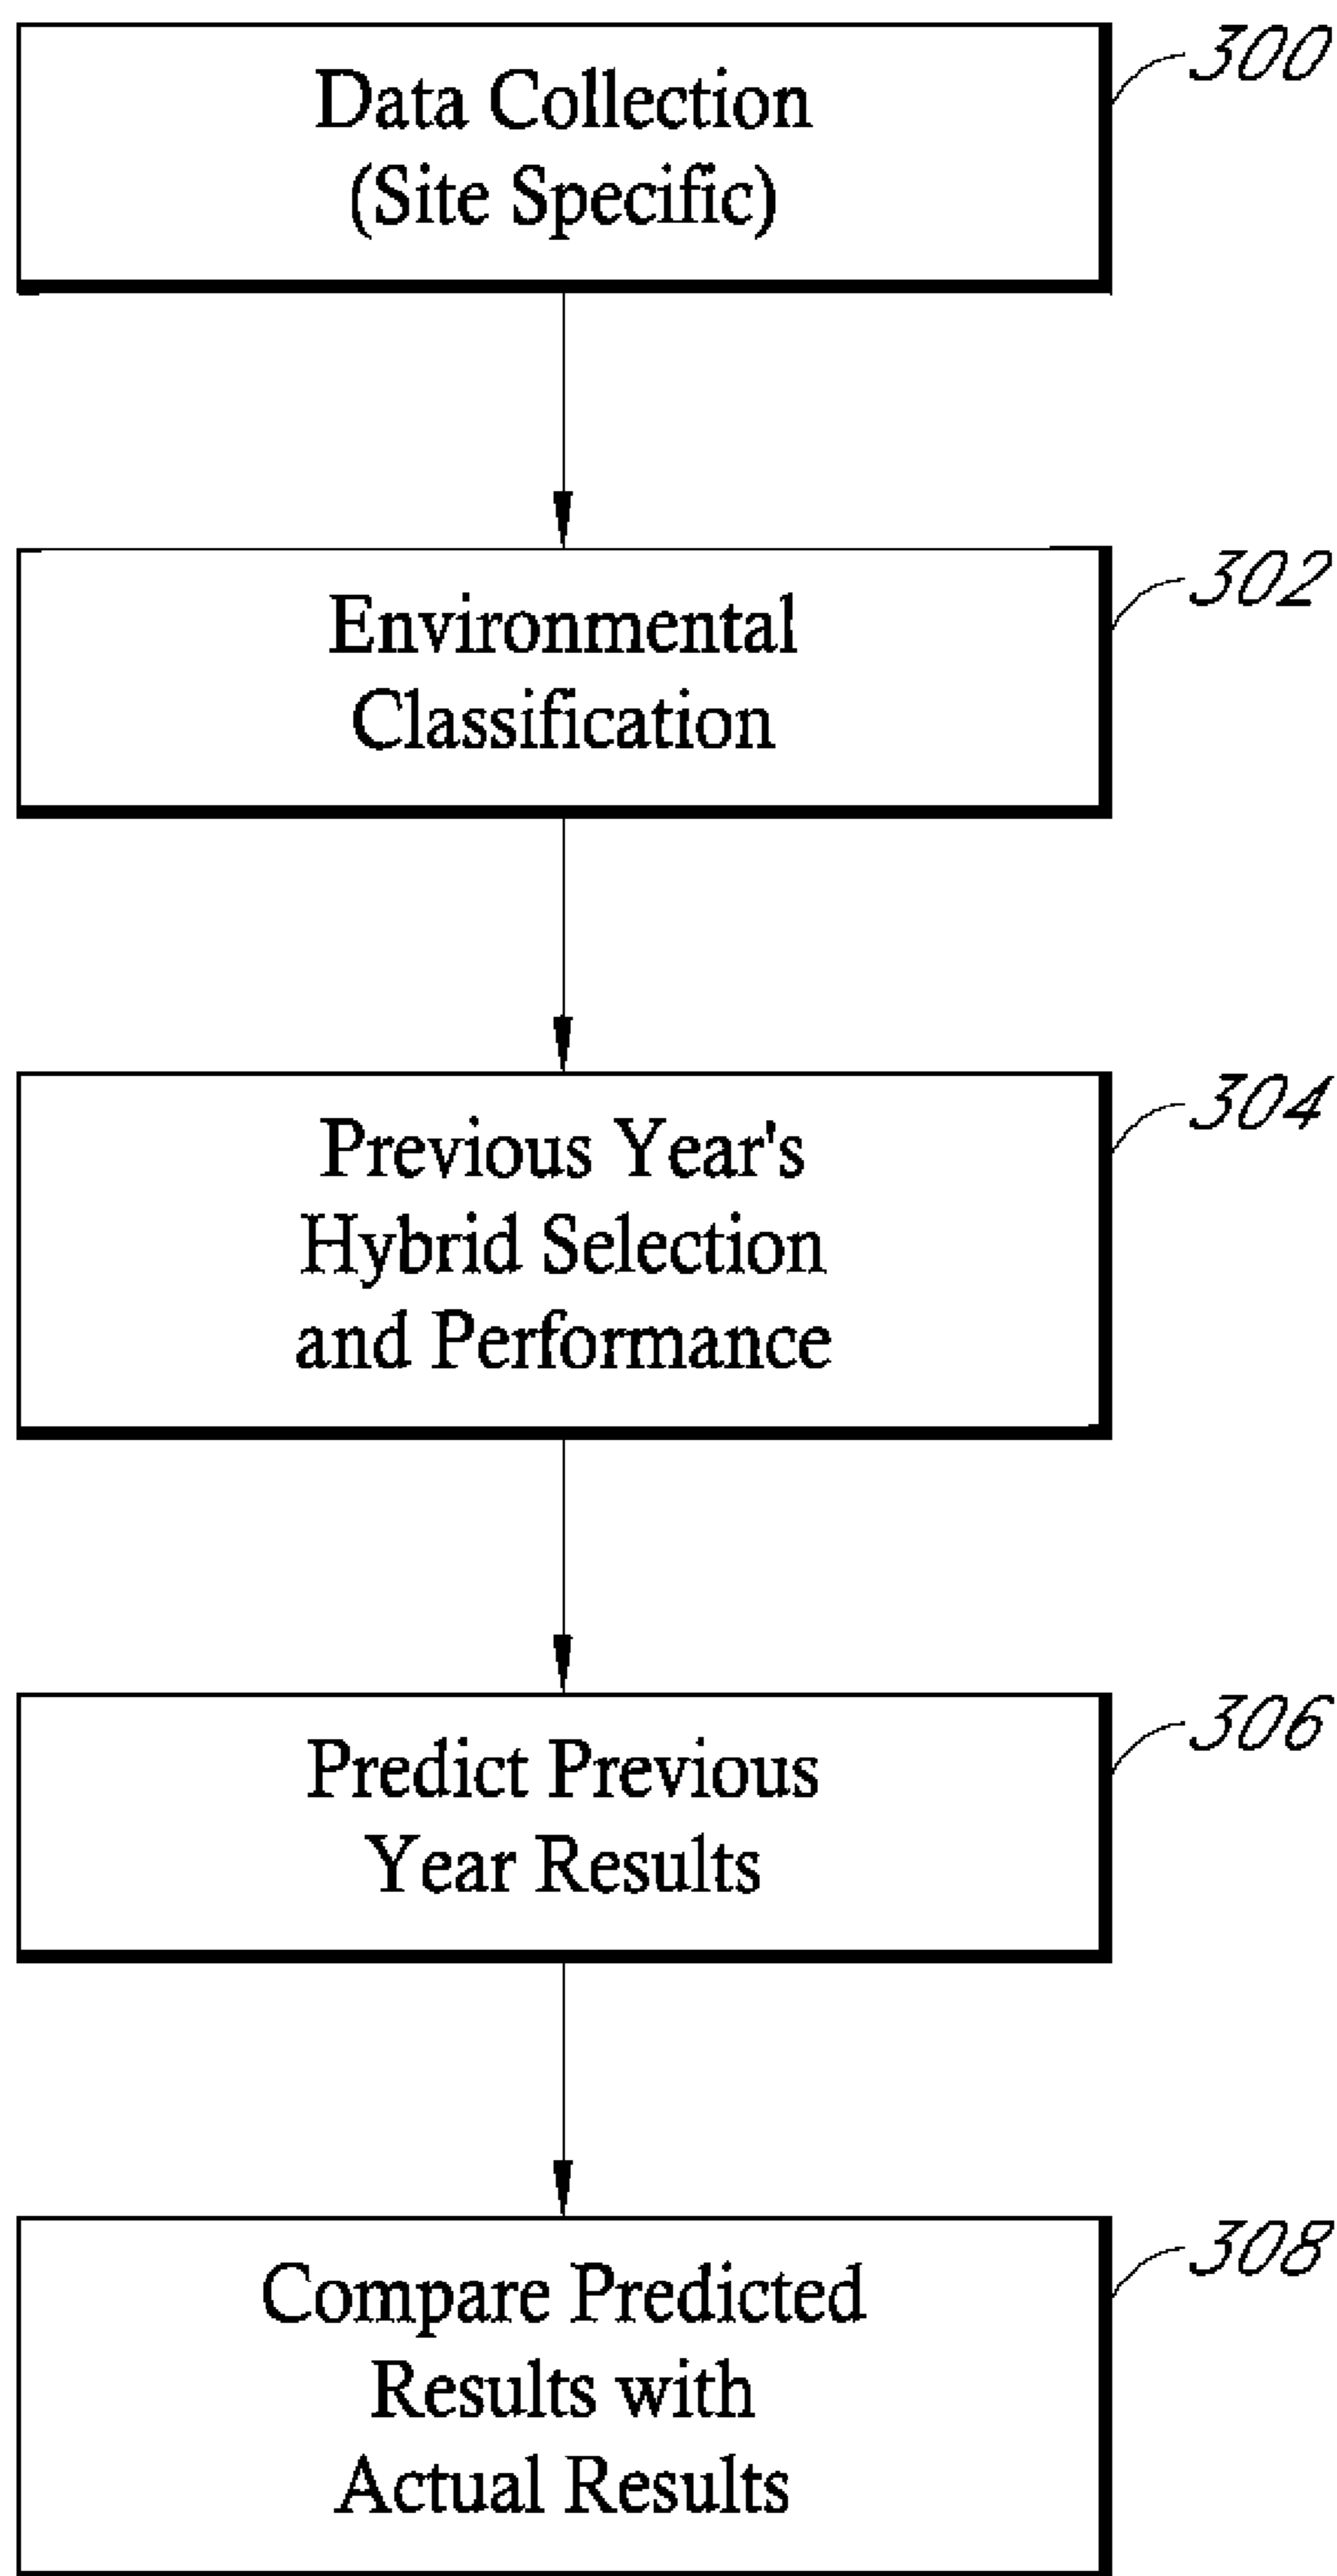 Data Collection
(Site Specific)
300
Environmental
Classification
302
Previous Year's
Hybrid Selection
and Performance
304
Predict Previous
Year Results
306
Compare Predicted
Results with
Actual Results
308